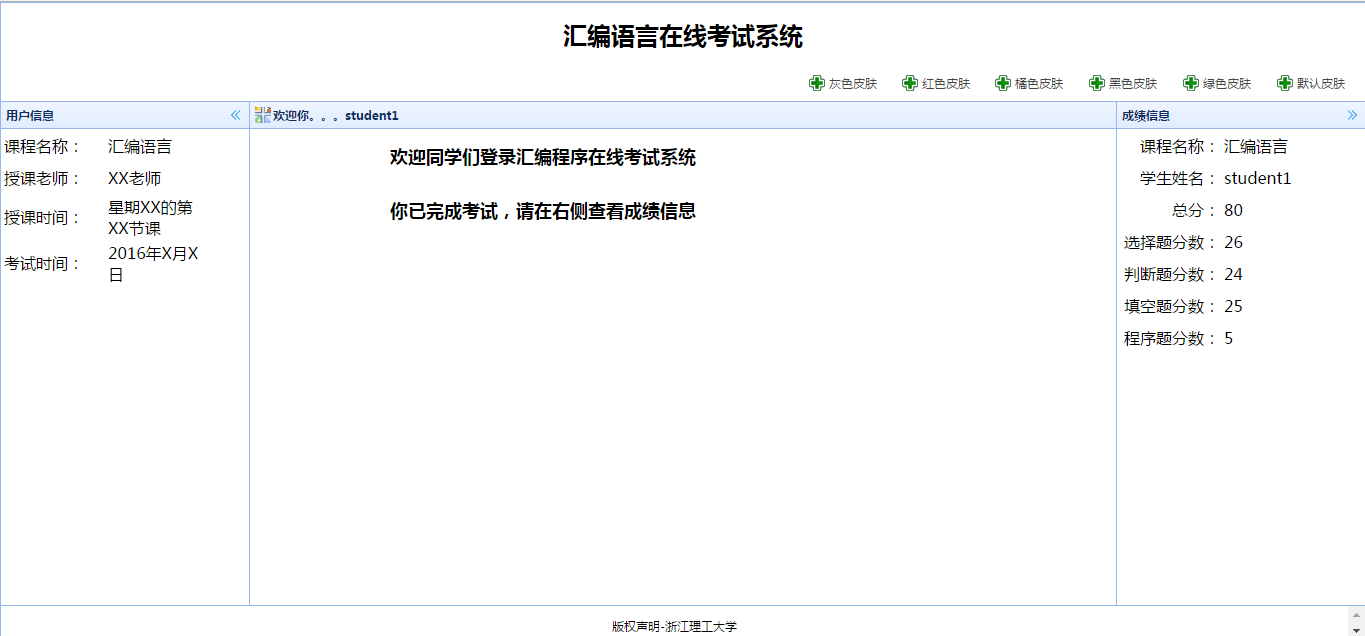 汇编语言在线考试系统
灰色皮肤 红色皮肤 橘色皮肤 黑色皮肤 绿色皮肤 默认皮肤
用户信息
课程名称： 汇编语言
授课老师： XX老师
授课时间： 星期XX的第
XX节课
考试时间： 2016年X月X
日
欢迎你。。。student1
欢迎同学们登录汇编程序在线考试系统
你已完成考试，请在右侧查看成绩信息
成绩信息
课程名称： 汇编语言
学生姓名： student1
总分： 80
选择题分数： 26
判断题分数： 24
填空题分数： 25
程序题分数： 5
版权声明-浙江理工大学